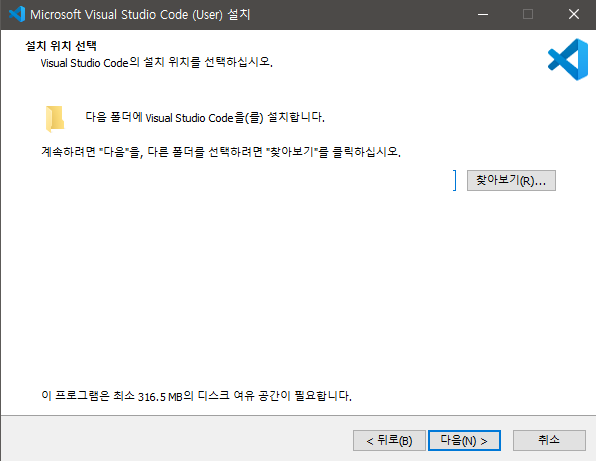 Microsoft Visual Studio Code (User) 설치
설치 위치 선택
Visual Studio Code의 설치 위치를 선택하십시오.
다음 폴더에 Visual Studio Code을(를) 설치합니다.
계속하려면 "다음"을, 다른 폴더를 선택하려면 "찾아보기"를 클릭하십시오.
찾아보기(R)...
이 프로그램은 최소 316.5 MB의 디스크 여유 공간이 필요합니다.
< 뒤로(B) 다음(N) > 취소